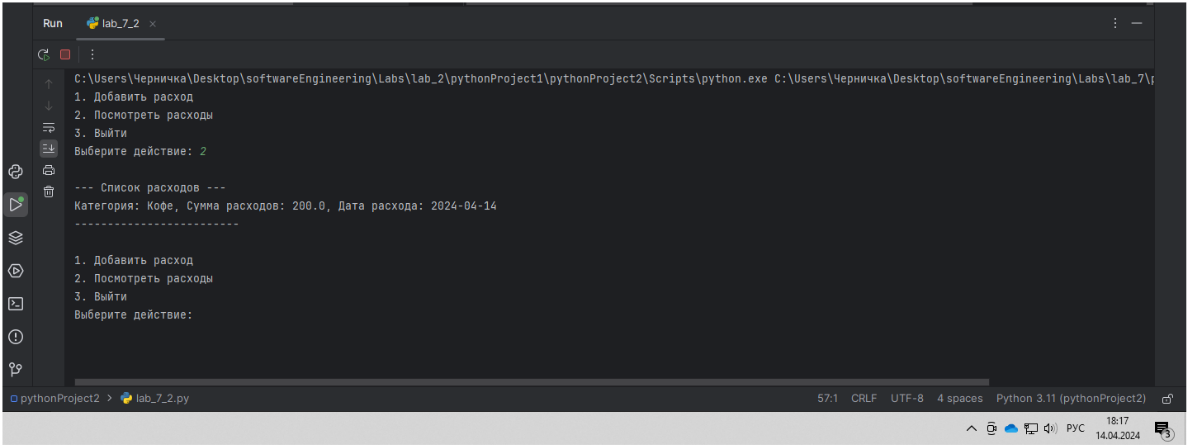 Run lab_7_2
C:\Users\Черничка\Desktop\softwareEngineering\Labs\lab_2\pythonProject1\pythonProject2\Scripts\python.exe C:\Users\Черничка\Desktop\softwareEngineering\Labs\lab_7\p
1. Добавить расход
2. Посмотреть расходы
3. Выйти
Выберите действие: 2
--- Список расходов ---
Категория: Кофе, Сумма расходов: 200.0, Дата расхода: 2024-04-14
-------------------------
1. Добавить расход
2. Посмотреть расходы
3. Выйти
Выберите действие:
pythonProject2 > lab_7_2.py 57:1 CRLF UTF-8 4 spaces Python 3.11 (pythonProject2)
РУС 18:17
14.04.2024 3